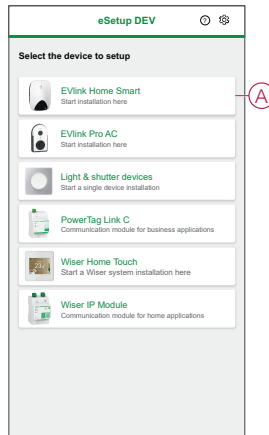 eSetup DEV
Select the device to setup
EVlink Home Smart
Start installation here
A
EVlink Pro AC
Start installation here
Light & shutter devices
Start a single device installation
PowerTag Link C
Communication module for business applications
Wiser Home Touch
Start a Wiser system installation here
Wiser IP Module
Communication module for home applications